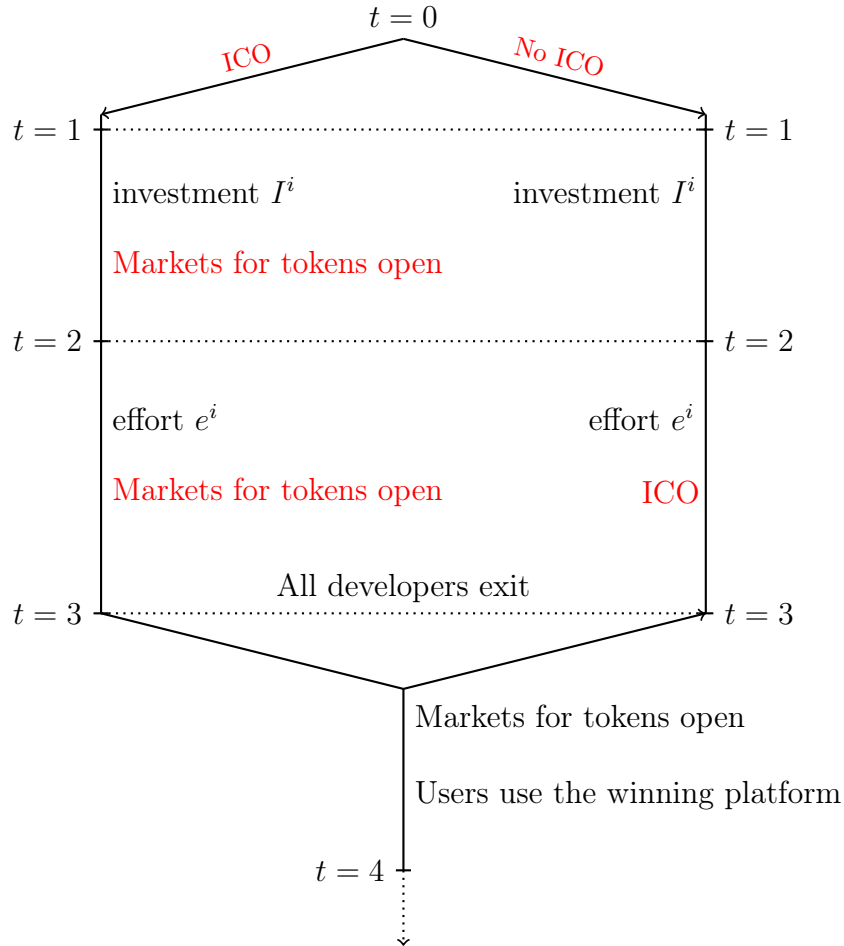 t = 0
ICO
No ICO
t = 1
t = 1
investment I^i
investment I^i
Markets for tokens open
t = 2
t = 2
effort e^i
effort e^i
Markets for tokens open
ICO
All developers exit
t = 3
t = 3
Markets for tokens open
Users use the winning platform
t = 4